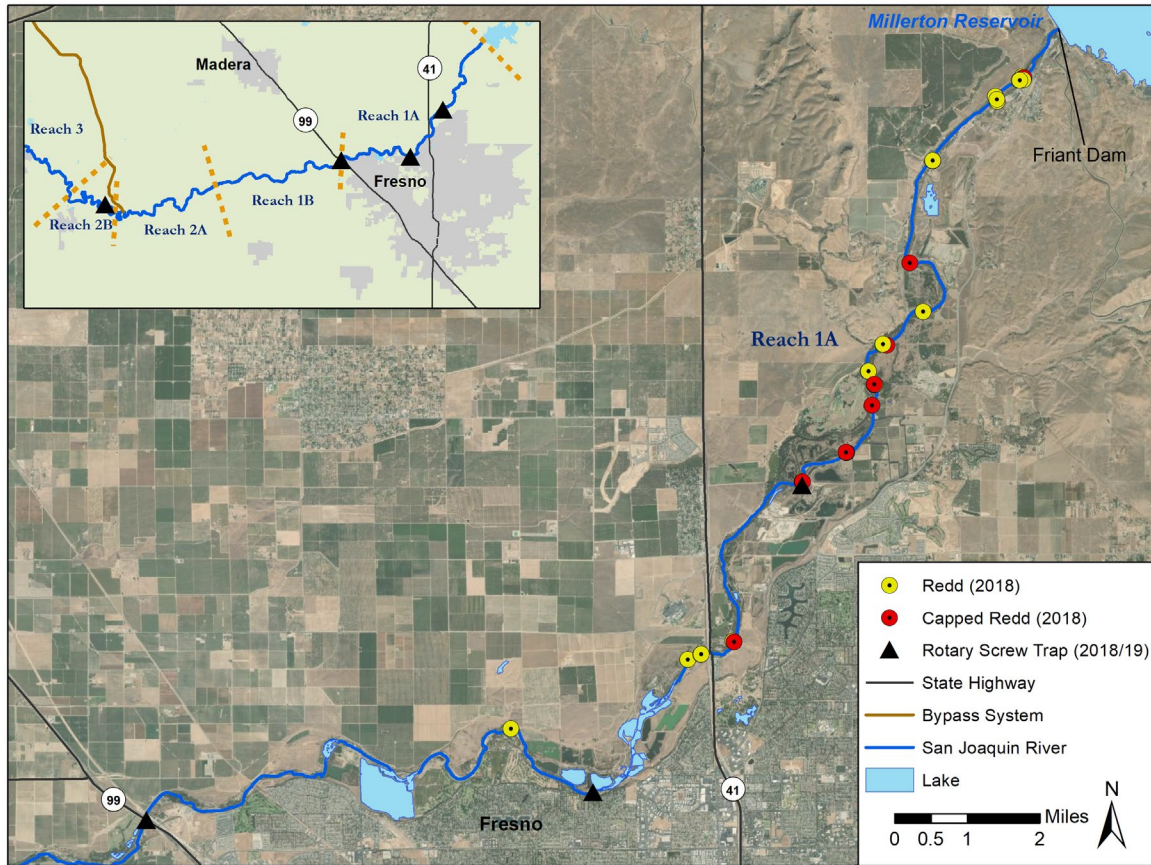 Millerton Reservoir
Friant Dam
Reach 1A
41
99
Fresno
Madera
41
99
Reach 1A
Reach 3
Fresno
Reach 1B
Reach 2B
Reach 2A
Redd (2018)
Capped Redd (2018)
Rotary Screw Trap (2018/19)
State Highway
Bypass System
San Joaquin River
Lake
N
Miles
0 0.5 1 2